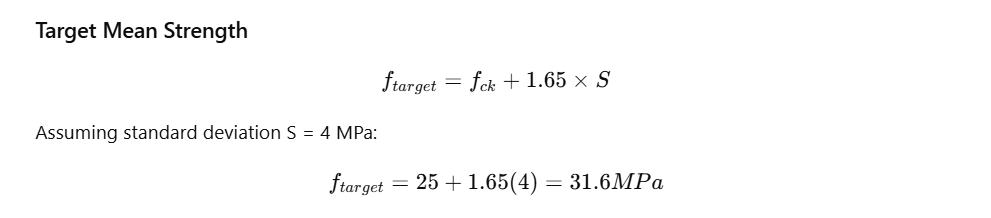 Target Mean Strength
f_target = f_ck + 1.65 × S
Assuming standard deviation S = 4 MPa:
f_target = 25 + 1.65(4) = 31.6MPa